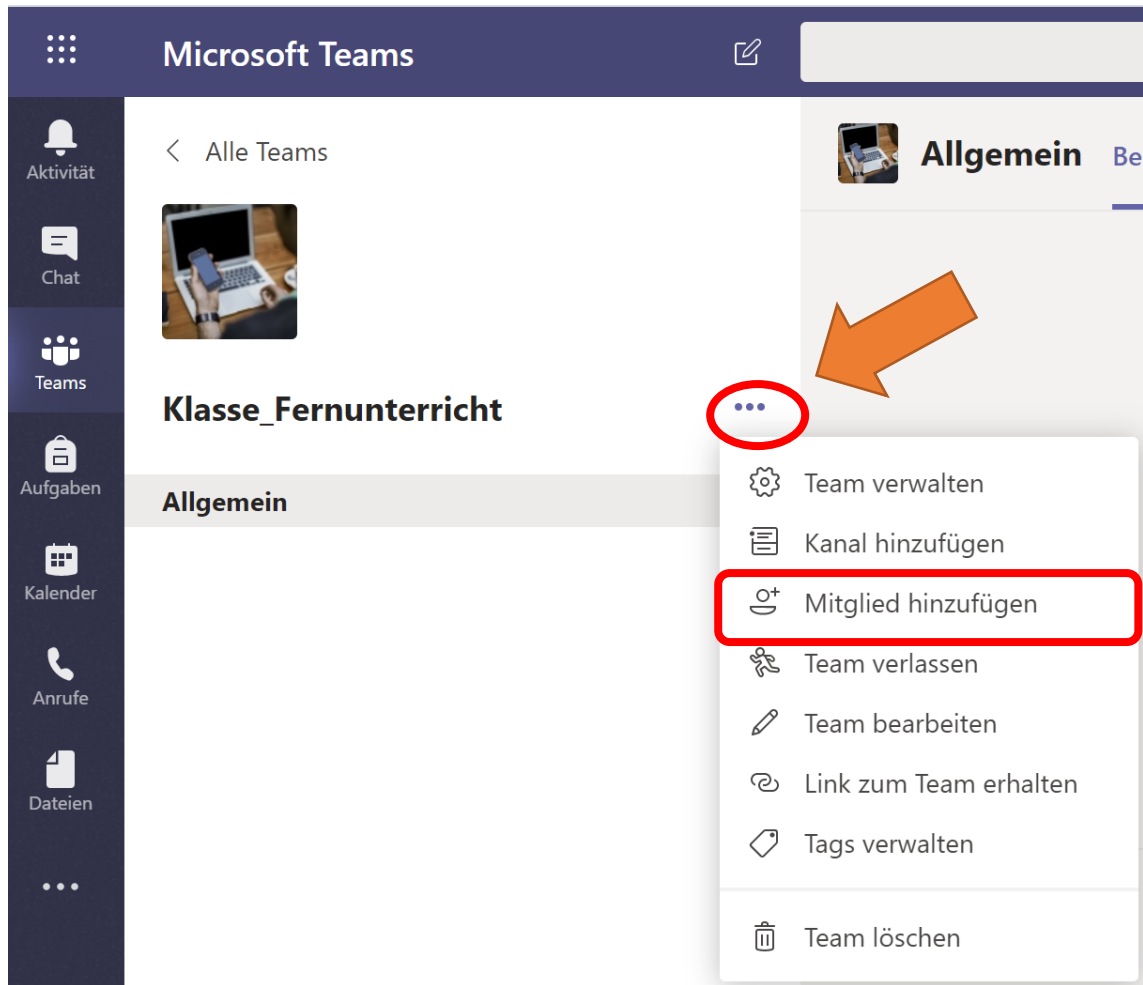 Microsoft Teams
Aktivität
Chat
Teams
Aufgaben
Kalender
Anrufe
Dateien
Alle Teams
Klasse_Fernunterricht
Allgemein
Allgemein
Be
Team verwalten
Kanal hinzufügen
Mitglied hinzufügen
Team verlassen
Team bearbeiten
Link zum Team erhalten
Tags verwalten
Team löschen